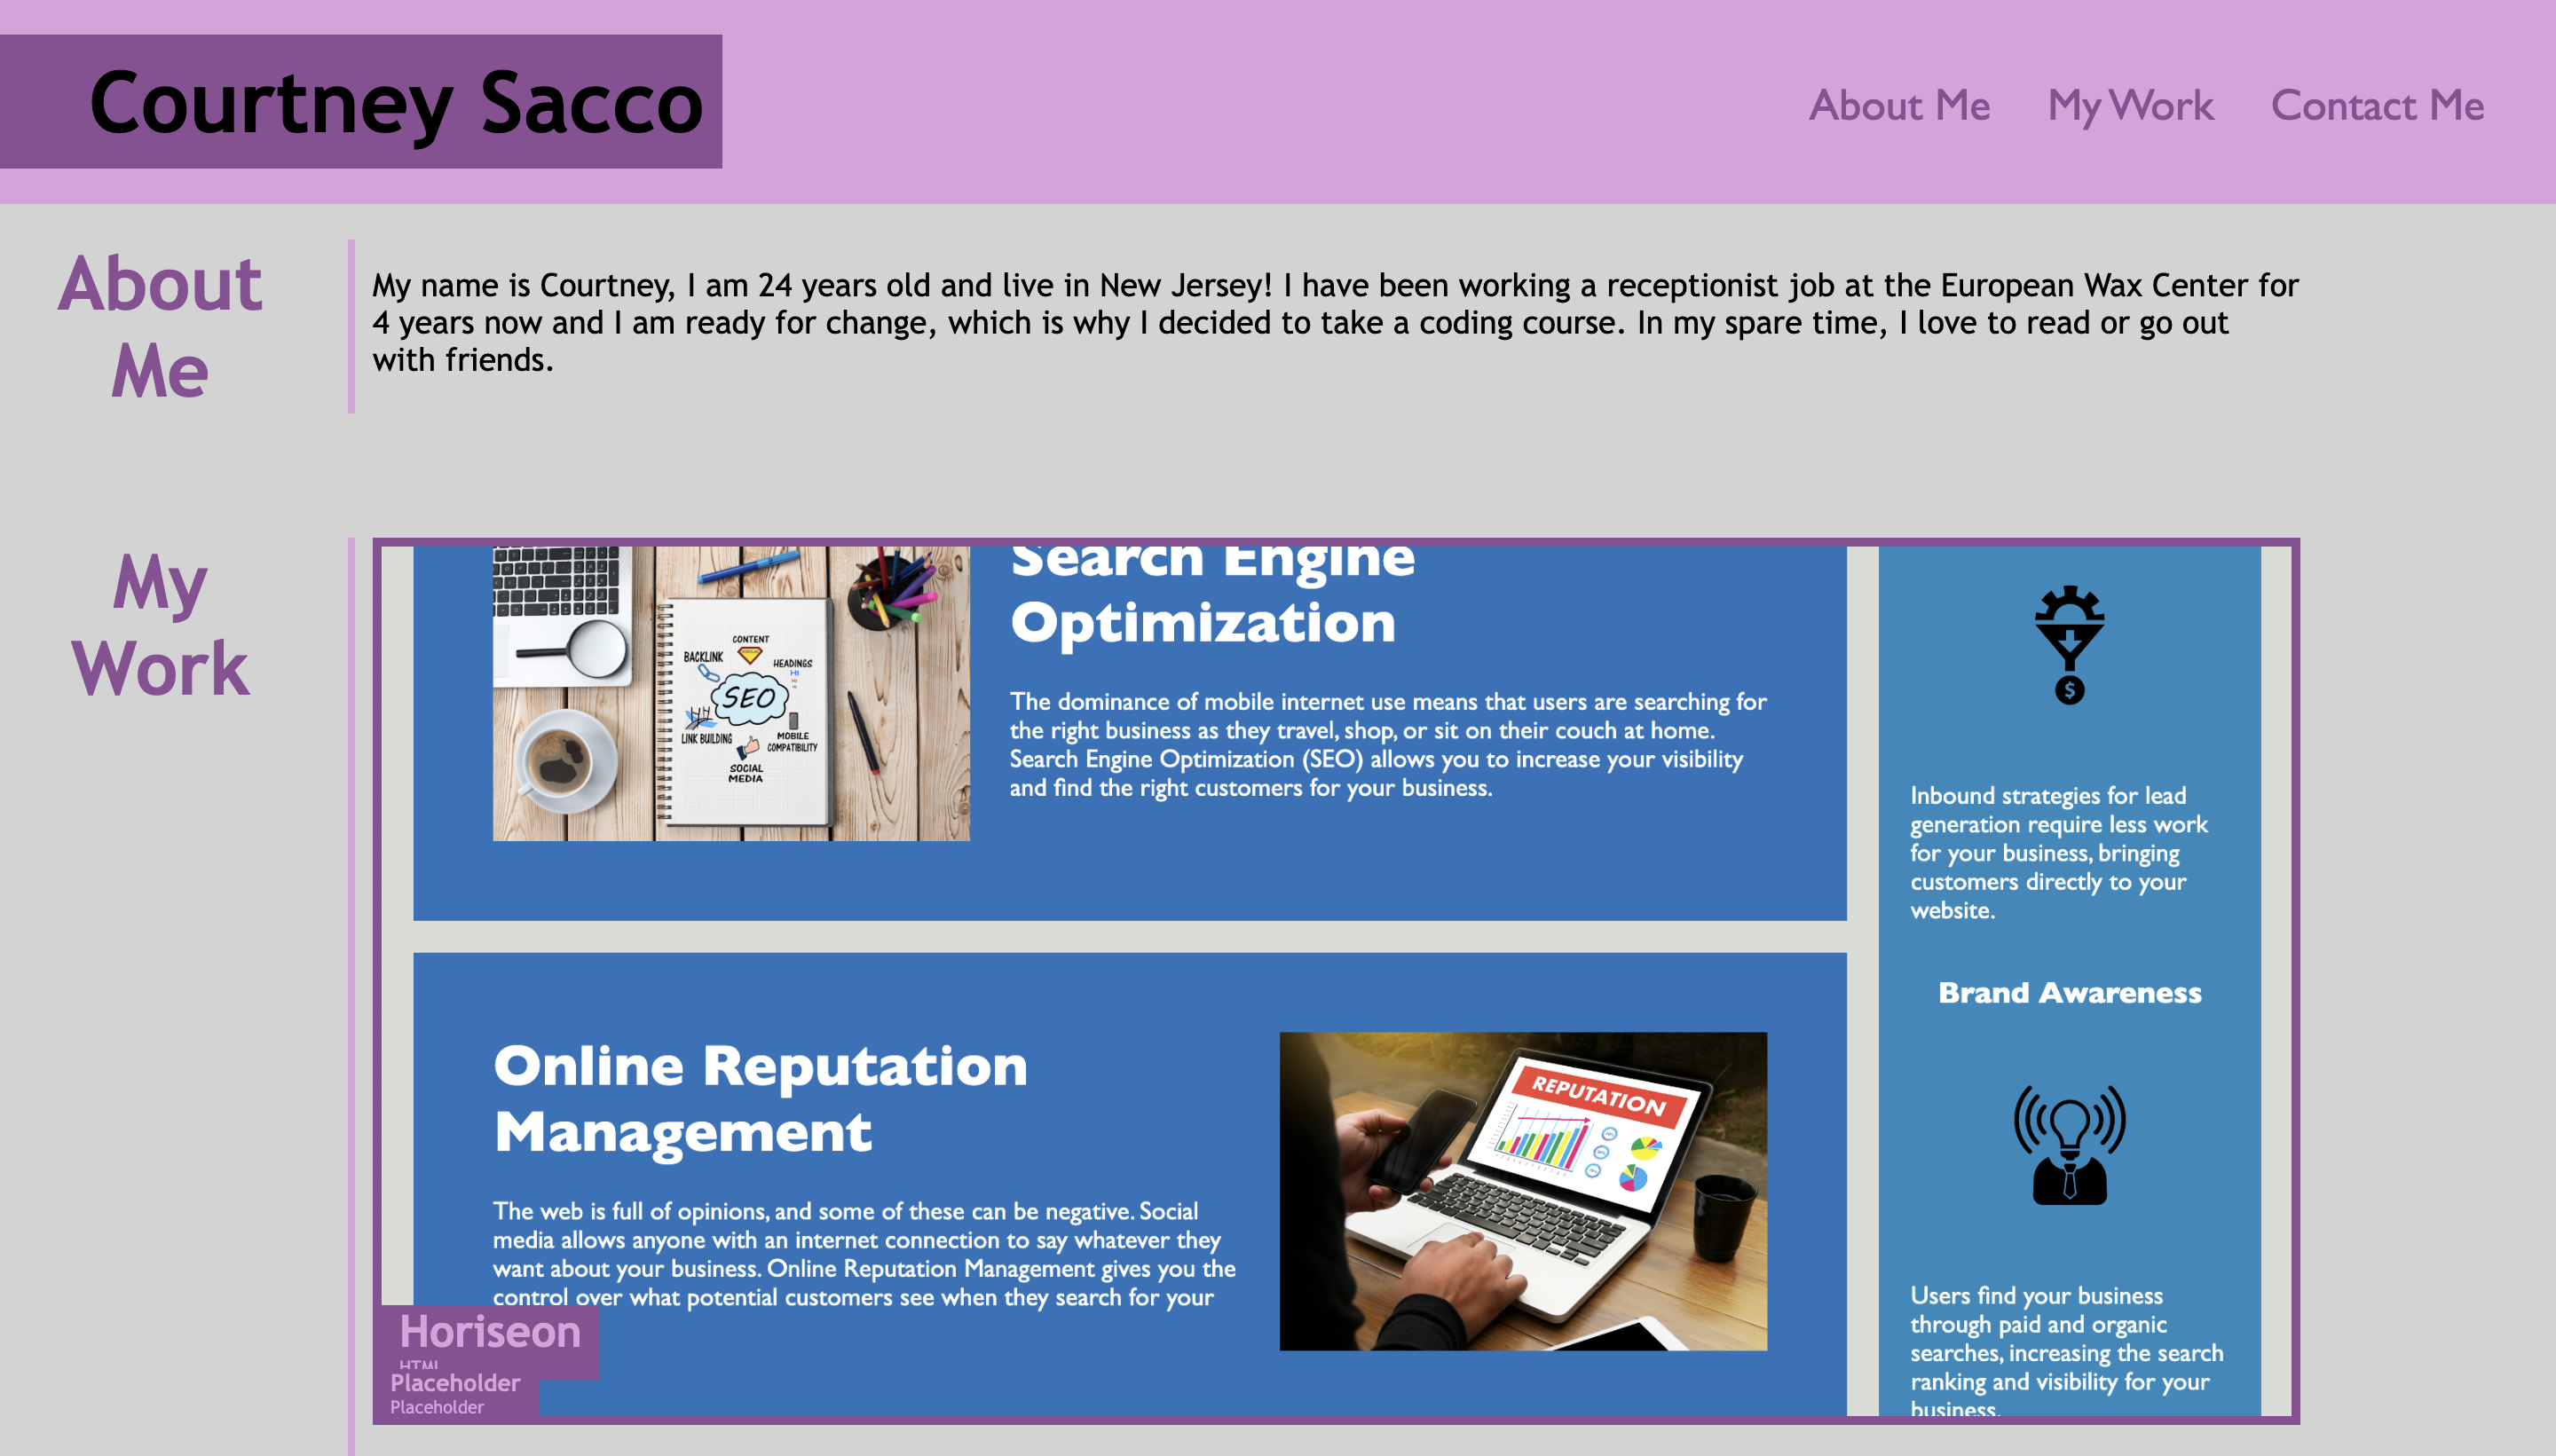 Courtney Sacco
About Me
My Work
Contact Me
About
Me
My name is Courtney, I am 24 years old and live in New Jersey! I have been working a receptionist job at the European Wax Center for
4 years now and I am ready for change, which is why I decided to take a coding course. In my spare time, I love to read or go out
with friends.
My
Work
CONTENT
BACKLINK
HEADINGS
H1
SEO
LINK BUILDING
MOBILE
COMPATIBILITY
SOCIAL
MEDIA
Search Engine
Optimization
The dominance of mobile internet use means that users are searching for
the right business as they travel, shop, or sit on their couch at home.
Search Engine Optimization (SEO) allows you to increase your visibility
and find the right customers for your business.
$
Inbound strategies for lead
generation require less work
for your business, bringing
customers directly to your
website.
Brand Awareness
Online Reputation
Management
The web is full of opinions, and some of these can be negative. Social
media allows anyone with an internet connection to say whatever they
want about your business. Online Reputation Management gives you the
control over what potential customers see when they search for your
REPUTATION
Users find your business
through paid and organic
searches, increasing the search
ranking and visibility for your
business.
Horiseon
HTML
Placeholder
Placeholder